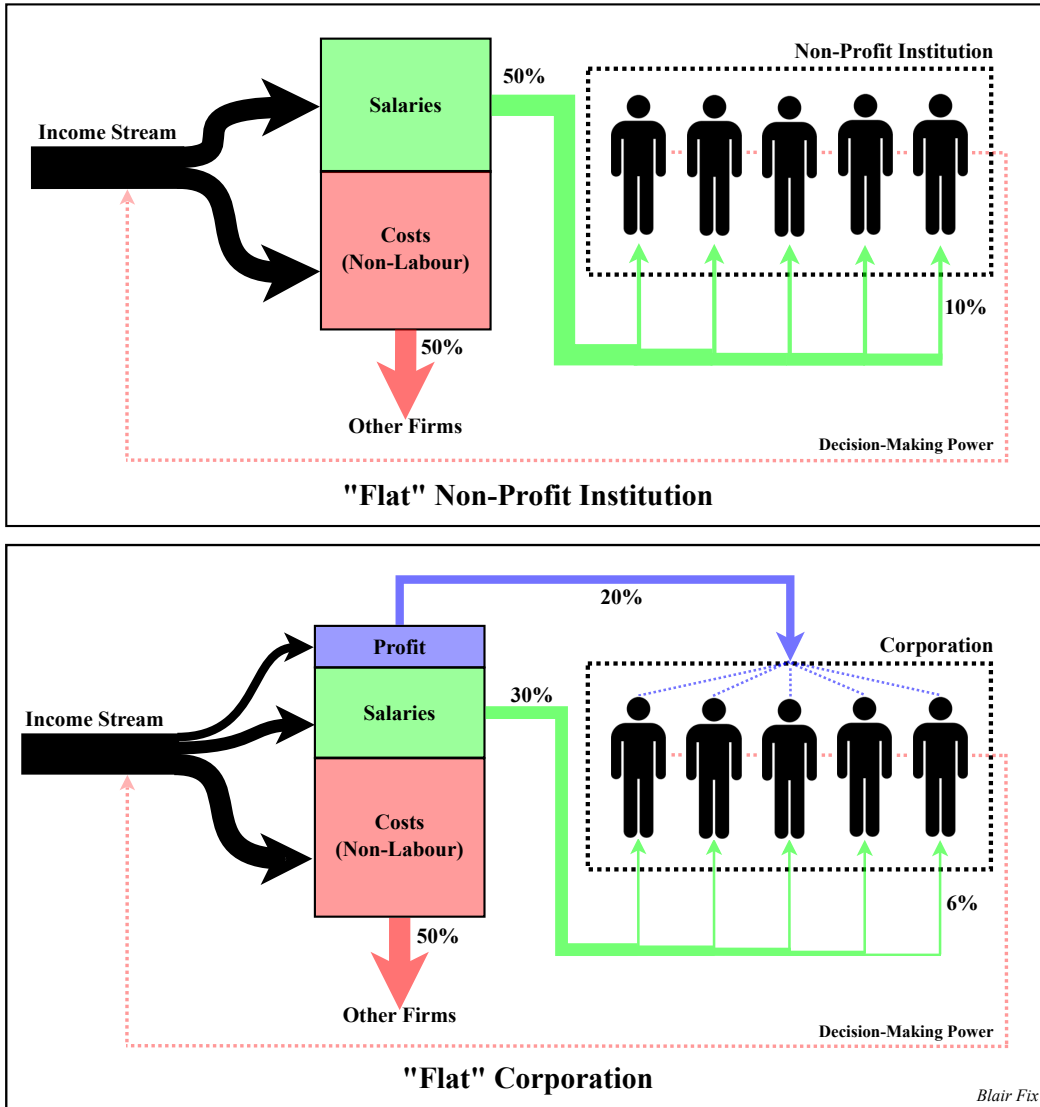 Non-Profit Institution
50%
Salaries
Income Stream
Costs
(Non-Labour)
10%
50%
Other Firms
Decision-Making Power
"Flat" Non-Profit Institution
20%
Profit
Corporation
30%
Salaries
Income Stream
Costs
(Non-Labour)
6%
50%
Other Firms
Decision-Making Power
"Flat" Corporation
Blair Fix